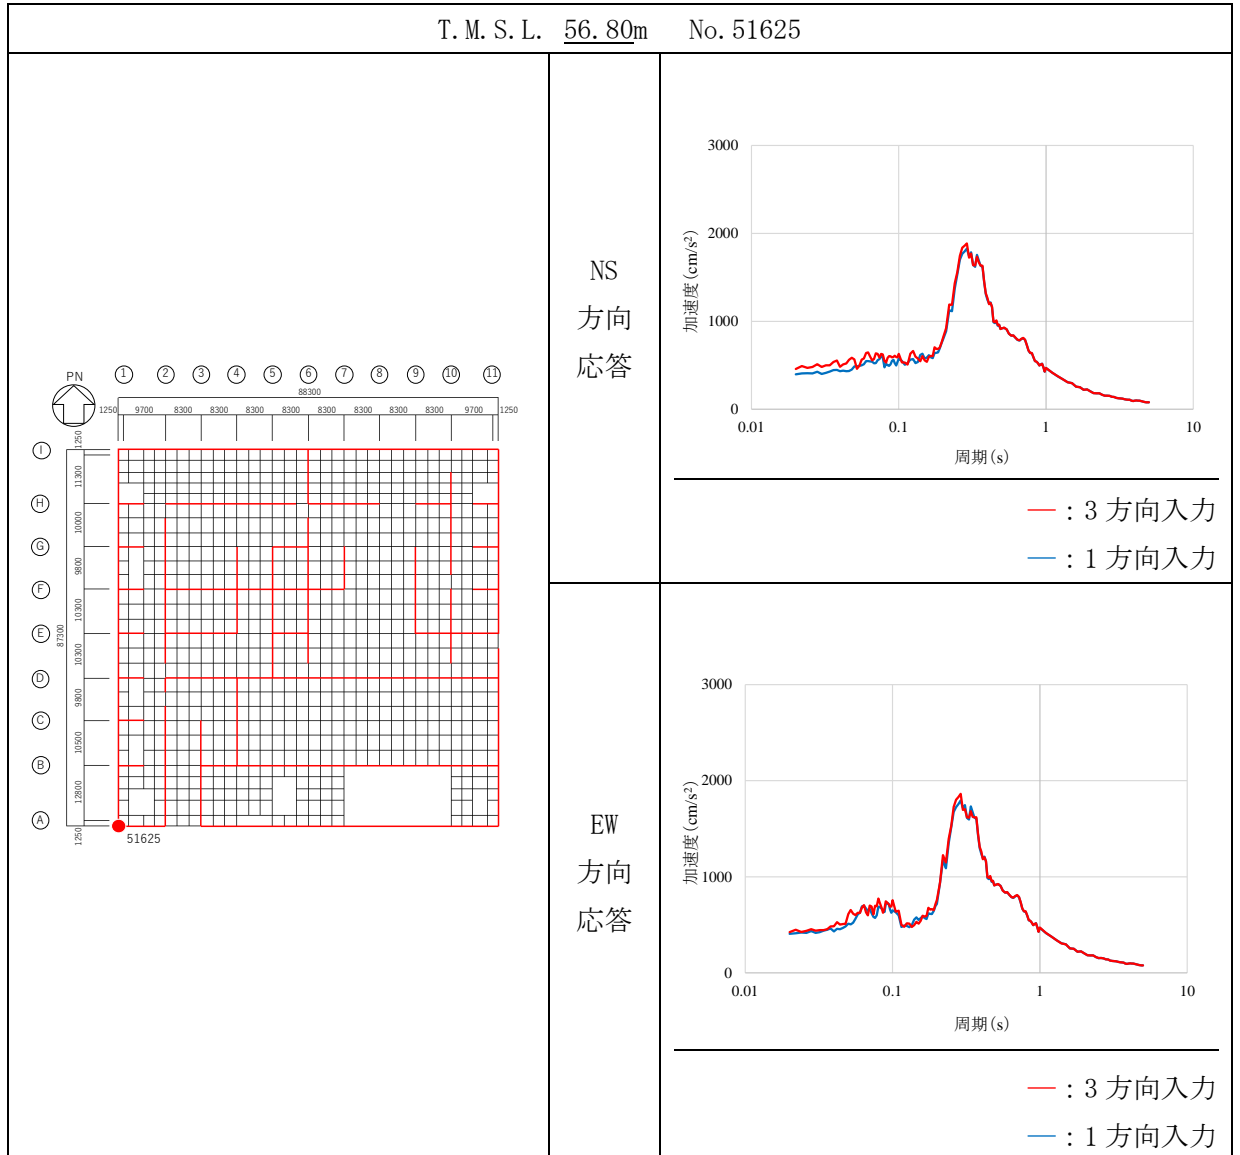 T.M.S.L. 56.80m No.51625
PN
1 2 3 4 5 6 7 8 9 10 11
88300
1250 9700 8300 8300 8300 8300 8300 8300 8300 8300 9700 1250
I
H
G
F
E
D
C
B
A
87300
1250
11300
10000
9800
10300
10300
9800
10500
12800
1250
51625
NS
方向
応答
3000
2000
1000
0
0.01 0.1 1 10
加速度(cm/s²)
周期(s)
― : 3 方向入力
― : 1 方向入力
EW
方向
応答
3000
2000
1000
0
0.01 0.1 1 10
加速度(cm/s²)
周期(s)
― : 3 方向入力
― : 1 方向入力